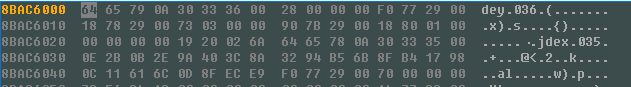 8BAC6000 64 65 79 0A 30 33 36 00 28 00 00 00 F0 77 29 00 dey.036.(.......
8BAC6010 18 78 29 00 73 03 00 00 90 7B 29 00 18 80 01 00 .x).s....{).....
8BAC6020 00 00 00 00 19 20 02 6A 64 65 78 0A 30 33 35 00 ..... .jdex.035.
8BAC6030 0E 2B 0B 2E 9A 40 3C 8A 32 94 B5 6B 8F B4 17 98 .+...@<.2..k....
8BAC6040 0C 11 61 6C 0D 8F EC E9 F0 77 29 00 70 00 00 00 ..al.....w).p...